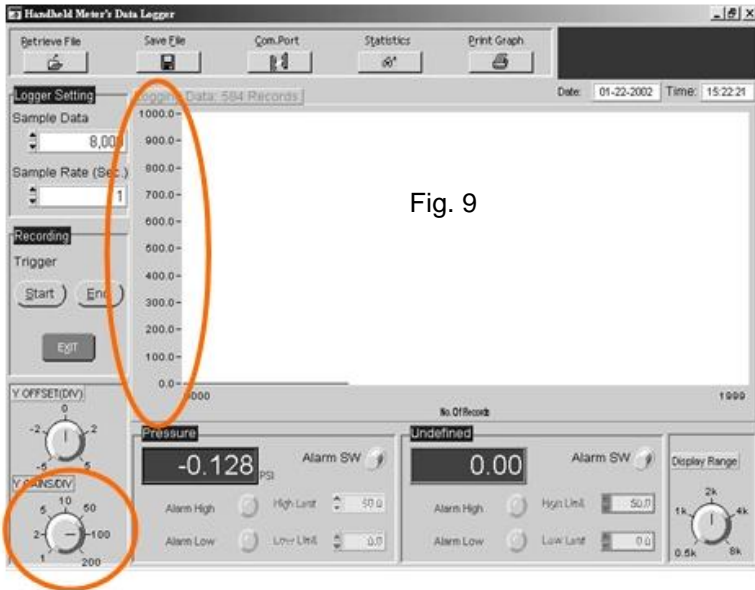 Handheld Meter's Data Logger
Retrieve File Save File Com.Port Statistics Print Graph
Date: 01-22-2002 Time: 15:22:21
Logger Setting
Logging Data: 584 Records
Sample Data
8,000
Sample Rate (Sec.)
1
Recording
Trigger
Start End
EXIT
1000.0
900.0
800.0
700.0
600.0
500.0
400.0
300.0
200.0
100.0
0.0
Fig. 9
0000 1999
No. Of Records
Y OFFSET(DIV)
0
-2 2
-5 5
Y GAINS/DIV
10
5 50
2 100
1 200
Pressure
-0.128 PSI
Alarm SW
Alarm High High Limit 50.0
Alarm Low Low Limit 0.0
Undefined
0.00
Alarm SW
Alarm High High Limit 50.0
Alarm Low Low Limit 0.0
Display Range
2k
1k 4k
0.5k 8k